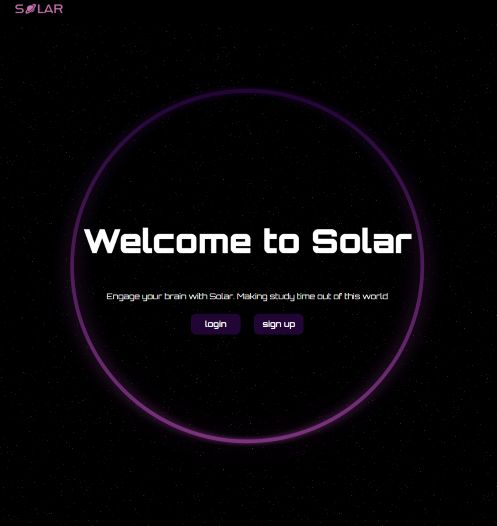 SOLAR
Welcome to Solar
Engage your brain with Solar. Making study time out of this world
login
sign up